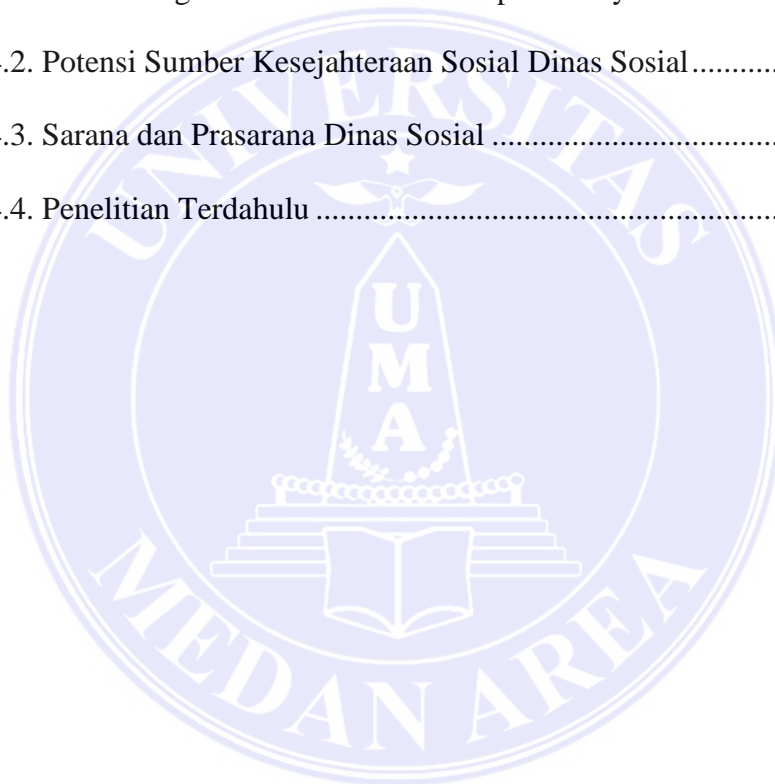 .2. Potensi Sumber Kesejahteraan Sosial Dinas Sosial...........
.3. Sarana dan Prasarana Dinas Sosial ....................................
.4. Penelitian Terdahulu ..........................................................
UNIVERSITAS
U
M
A
MEDAN AREA